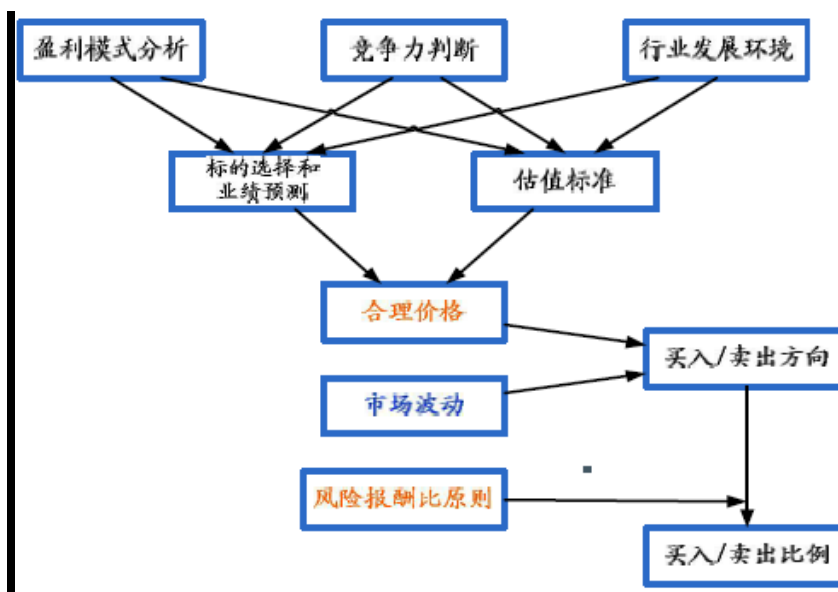 盈利模式分析
竞争力判断
行业发展环境
标的选择和
业绩预测
估值标准
合理价格
买入/卖出方向
市场波动
风险报酬比原则
买入/卖出比例